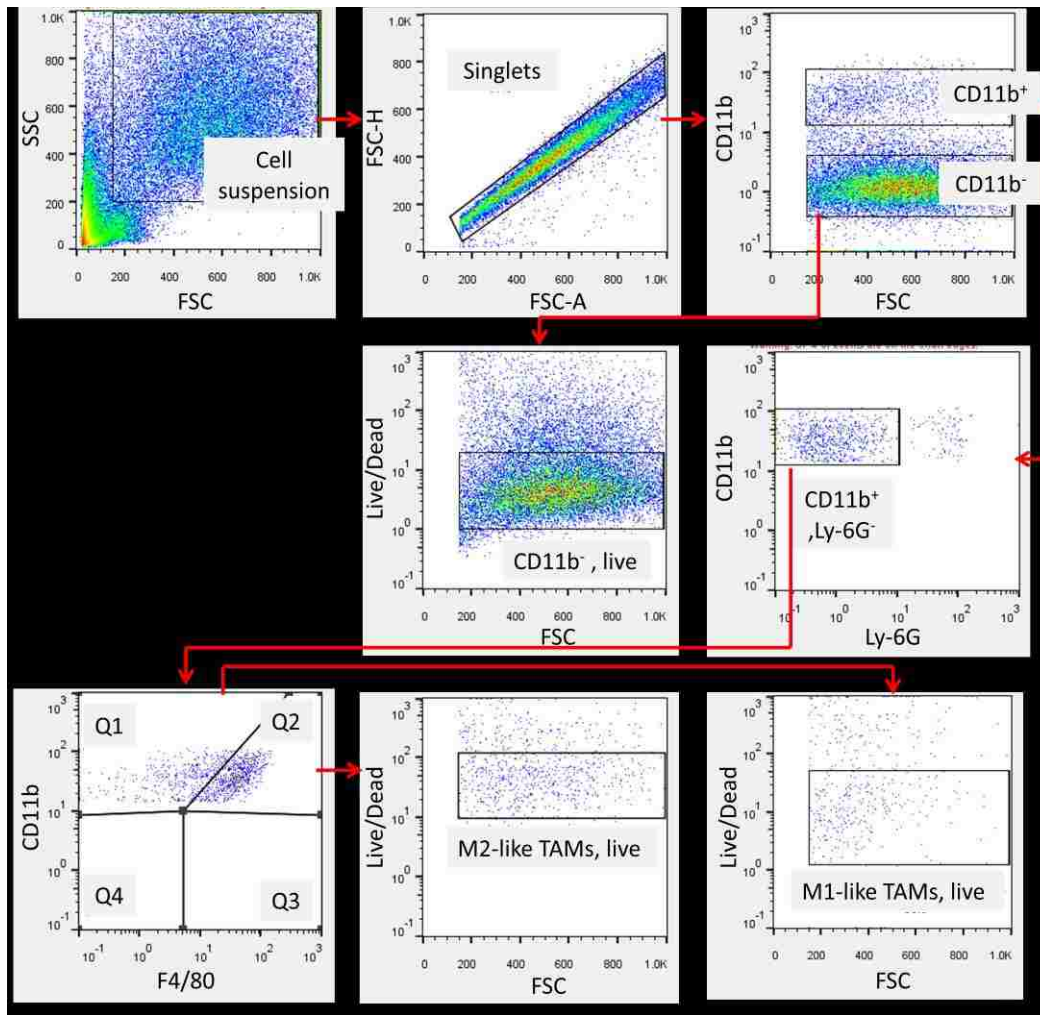 1.0K
800
600
400
200
0
SSC
Cell
suspension
0 200 400 600 800 1.0K
FSC
1.0K
800
600
400
200
0
FSC-H
Singlets
0 200 400 600 800 1.0K
FSC-A
10³
10²
10¹
10⁰
10⁻¹
CD11b
CD11b⁺
CD11b⁻
0 200 400 600 800 1.0K
FSC
10³
10²
10¹
10⁰
10⁻¹
Live/Dead
CD11b⁻ , live
0 200 400 600 800 1.0K
FSC
10³
10²
10¹
10⁰
10⁻¹
CD11b
CD11b⁺
,Ly-6G⁻
10⁻¹ 10⁰ 10¹ 10² 10³
Ly-6G
10³
10²
10¹
10⁰
10⁻¹
CD11b
Q1 Q2
Q4 Q3
10⁻¹ 10⁰ 10¹ 10² 10³
F4/80
10³
10²
10¹
10⁰
10⁻¹
Live/Dead
M2-like TAMs, live
0 200 400 600 800 1.0K
FSC
10³
10²
10¹
10⁰
10⁻¹
Live/Dead
M1-like TAMs, live
0 200 400 600 800 1.0K
FSC